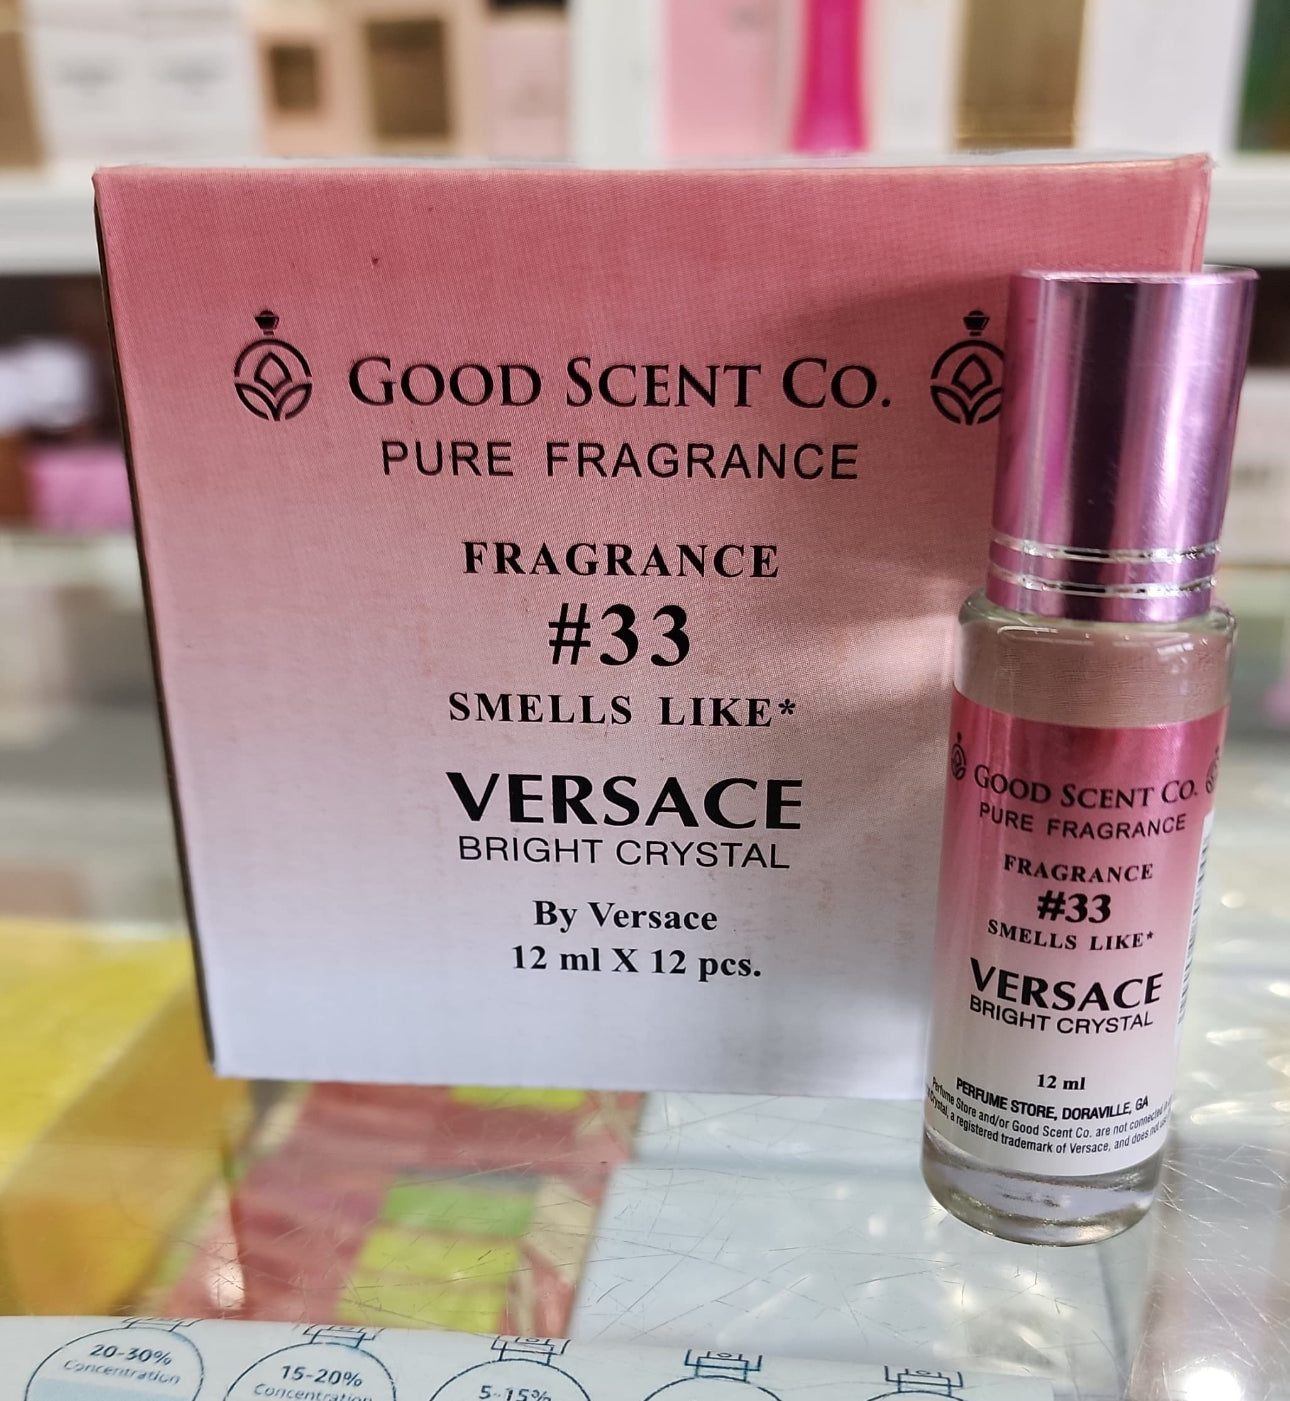 GOOD SCENT CO.
PURE FRAGRANCE
FRAGRANCE
#33
SMELLS LIKE*
VERSACE
BRIGHT CRYSTAL
By Versace
12 ml X 12 pcs.
GOOD SCENT CO.
PURE FRAGRANCE
FRAGRANCE
#33
SMELLS LIKE*
VERSACE
BRIGHT CRYSTAL
12 ml
PERFUME STORE, DORAVILLE, GA
Perfume Store and/or Good Scent Co. are not connected
Crystal, a registered trademark of Versace, and does not
20-30%
Concentration
15-20%
Concentration
5-15%